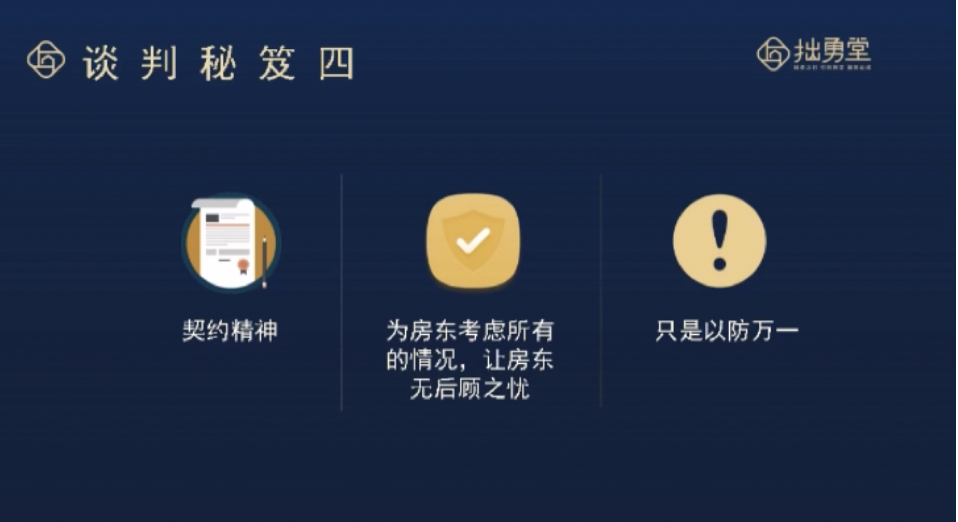 谈判秘笈四
拙勇堂
契约精神
为房东考虑所有
的情况，让房东
无后顾之忧
只是以防万一